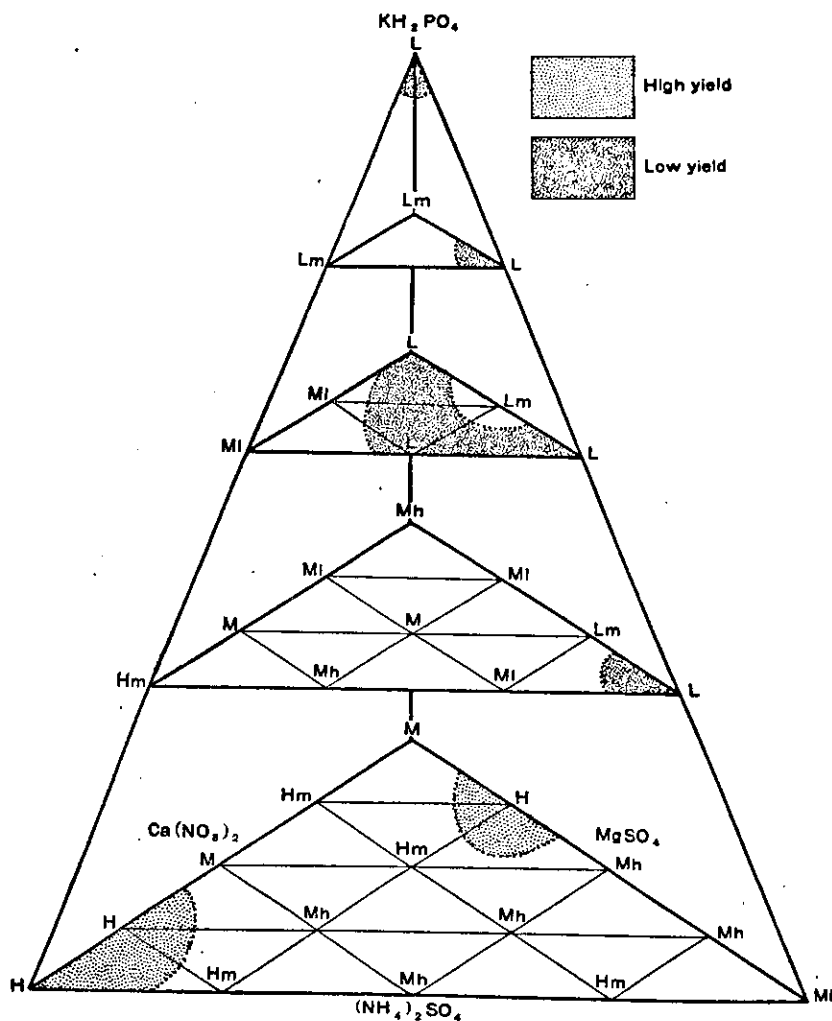 KH₂PO₄
L
High yield
Low yield
Lm
Lm L
L
Ml Lm
Ml L L
Mh
Ml Ml
M M Lm
Hm Mh Ml L
M
Hm H
Ca(NO₃)₂ MgSO₄
Hm
M Mh
H Mh Mh Mh
Hm Mh Hm
H Ml
(NH₄)₂SO₄